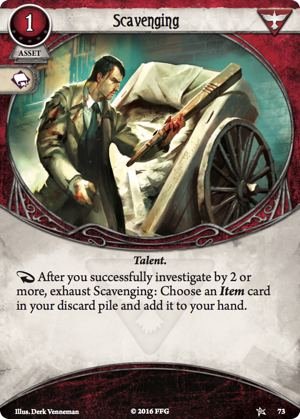 Scavenging
1
ASSET
Talent.
After you successfully investigate by 2 or
more, exhaust Scavenging: Choose an Item card
in your discard pile and add it to your hand.
Illus. Derk Venneman
© 2016 FFG
73